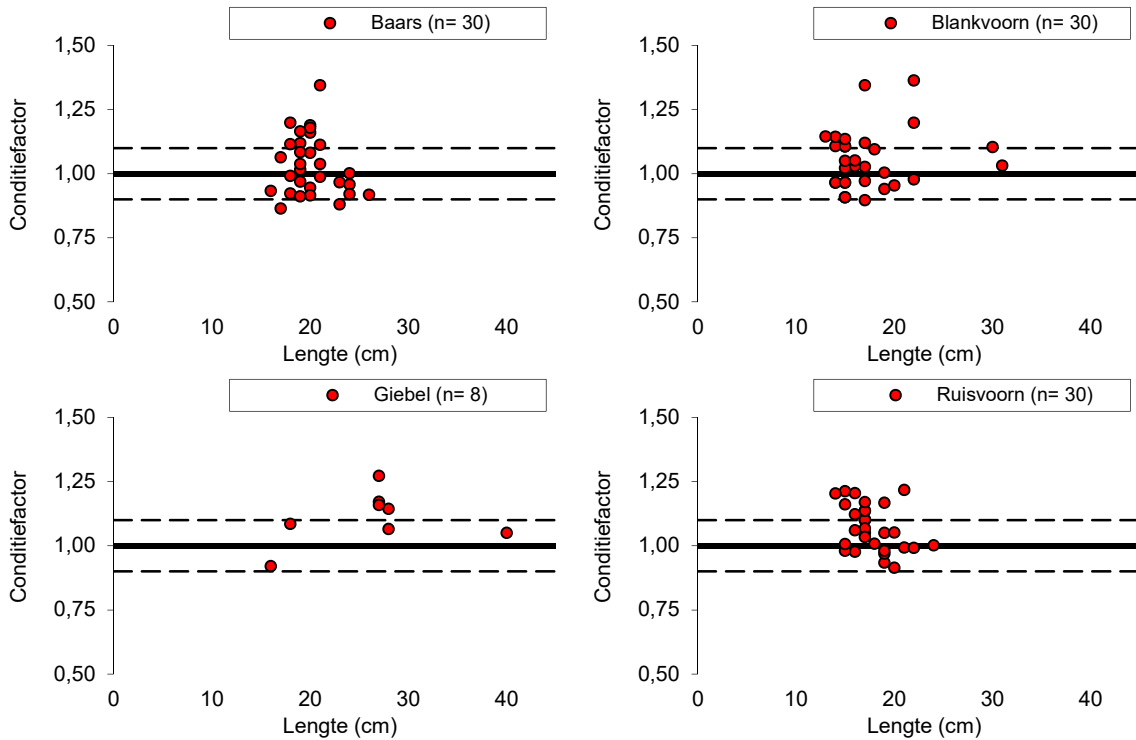 Baars (n= 30)
1,50
1,25
1,00
0,75
0,50
Conditiefactor
0 10 20 30 40
Lengte (cm)
Blankvoorn (n= 30)
1,50
1,25
1,00
0,75
0,50
Conditiefactor
0 10 20 30 40
Lengte (cm)
Giebel (n= 8)
1,50
1,25
1,00
0,75
0,50
Conditiefactor
0 10 20 30 40
Lengte (cm)
Ruisvoorn (n= 30)
1,50
1,25
1,00
0,75
0,50
Conditiefactor
0 10 20 30 40
Lengte (cm)